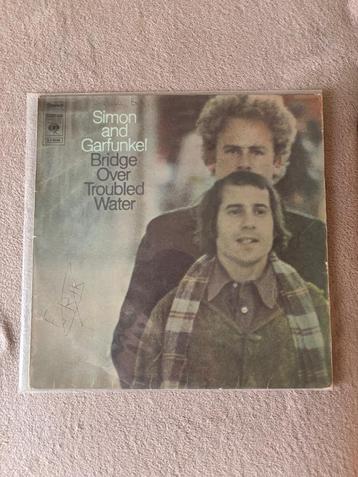 Simon
and
Garfunkel
Bridge
Over
Troubled
Water